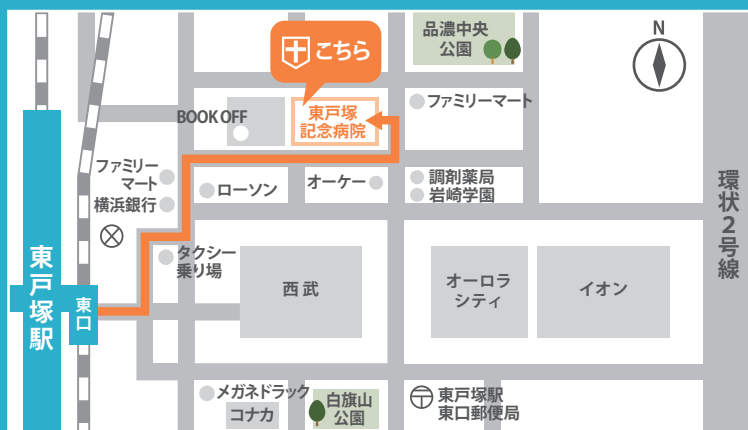 品濃中央
公園
N
こちら
東戸塚
記念病院
BOOK OFF
ファミリーマート
ファミリー
マート
横浜銀行
ローソン
オーケー
調剤薬局
岩崎学園
環状2号線
タクシー
乗り場
西武
オーロラ
シティ
イオン
東戸塚駅
東口
メガネドラッグ
コナカ
白旗山
公園
東戸塚駅
東口郵便局